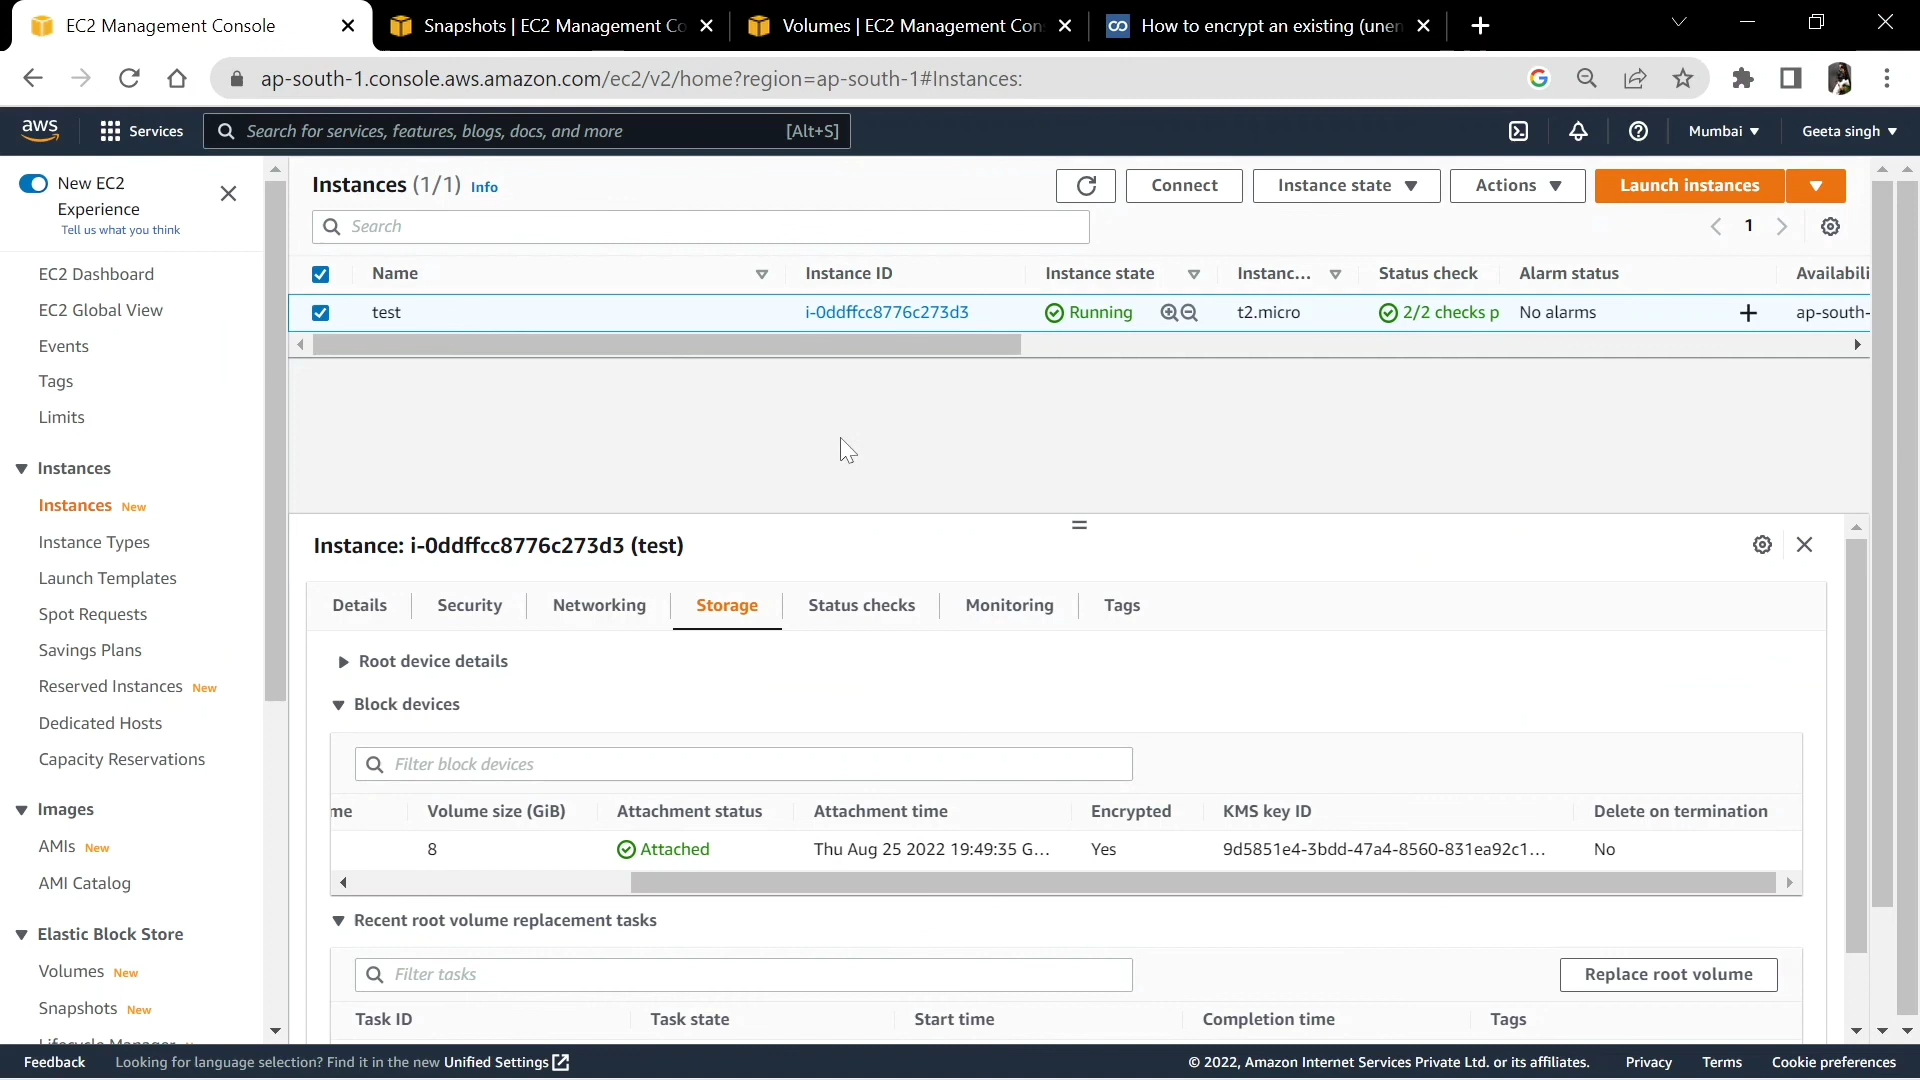 EC2 Management Console
Snapshots | EC2 Management Co
Volumes | EC2 Management Con
How to encrypt an existing (unen
ap-south-1.console.aws.amazon.com/ec2/v2/home?region=ap-south-1#Instances:
aws
Services
Search for services, features, blogs, docs, and more
[Alt+S]
Mumbai
Geeta singh
New EC2
Experience
Tell us what you think
EC2 Dashboard
EC2 Global View
Events
Tags
Limits
Instances
Instances New
Instance Types
Launch Templates
Spot Requests
Savings Plans
Reserved Instances New
Dedicated Hosts
Capacity Reservations
Images
AMIs New
AMI Catalog
Elastic Block Store
Volumes New
Snapshots New
Lifecycle Manager
Instances (1/1) Info
Connect
Instance state
Actions
Launch instances
Search
1
Name Instance ID Instance state Instanc... Status check Alarm status Availabili
test i-0ddffcc8776c273d3 Running t2.micro 2/2 checks p No alarms + ap-south-
Instance: i-0ddffcc8776c273d3 (test)
Details Security Networking Storage Status checks Monitoring Tags
Root device details
Block devices
Filter block devices
me Volume size (GiB) Attachment status Attachment time Encrypted KMS key ID Delete on termination
8 Attached Thu Aug 25 2022 19:49:35 G... Yes 9d5851e4-3bdd-47a4-8560-831ea92c1... No
Recent root volume replacement tasks
Filter tasks
Replace root volume
Task ID Task state Start time Completion time Tags
Feedback Looking for language selection? Find it in the new Unified Settings © 2022, Amazon Internet Services Private Ltd. or its affiliates. Privacy Terms Cookie preferences